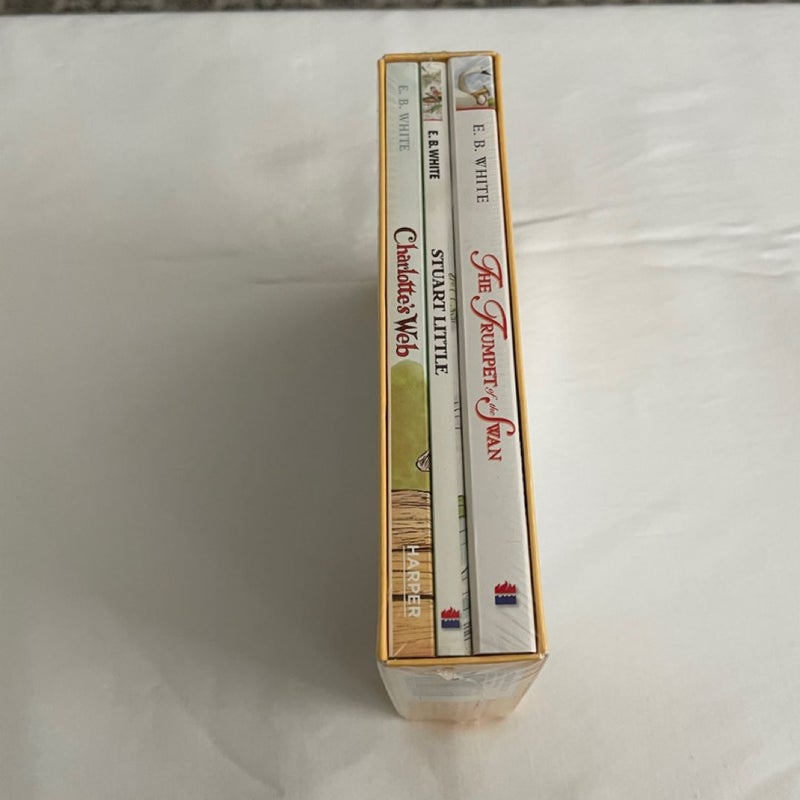 E. B. WHITE
Charlotte's Web
HARPER
E. B. WHITE
STUART LITTLE
E. B. WHITE
THE TRUMPET of the SWAN